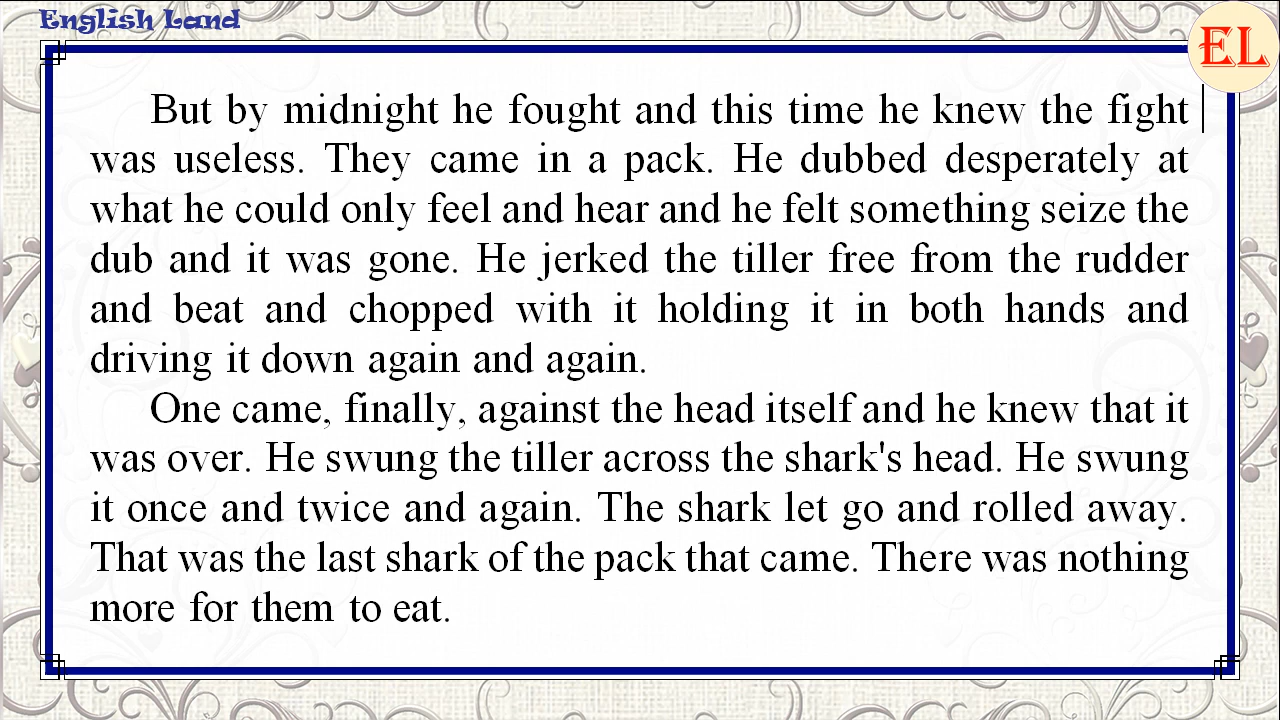 English Land
EL
But by midnight he fought and this time he knew the fight
was useless. They came in a pack. He dubbed desperately at
what he could only feel and hear and he felt something seize the
dub and it was gone. He jerked the tiller free from the rudder
and beat and chopped with it holding it in both hands and
driving it down again and again.
One came, finally, against the head itself and he knew that it
was over. He swung the tiller across the shark's head. He swung
it once and twice and again. The shark let go and rolled away.
That was the last shark of the pack that came. There was nothing
more for them to eat.